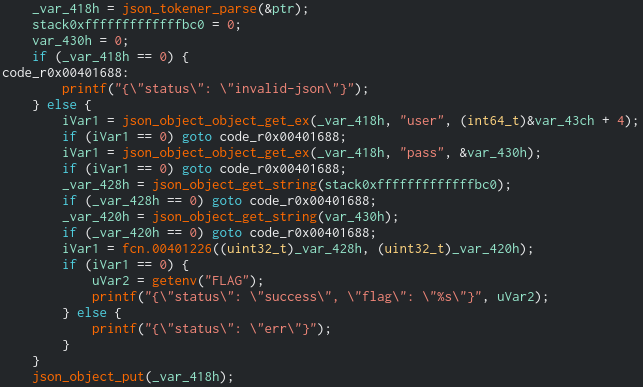 _var_418h = json_tokener_parse(&ptr);
stack0xfffffffffffffbc0 = 0;
var_430h = 0;
if (_var_418h == 0) {
code_r0x00401688:
printf("{\"status\": \"invalid-json\"}");
} else {
iVar1 = json_object_object_get_ex(_var_418h, "user", (int64_t)&var_43ch + 4);
if (iVar1 == 0) goto code_r0x00401688;
iVar1 = json_object_object_get_ex(_var_418h, "pass", &var_430h);
if (iVar1 == 0) goto code_r0x00401688;
_var_428h = json_object_get_string(stack0xfffffffffffffbc0);
if (_var_428h == 0) goto code_r0x00401688;
_var_420h = json_object_get_string(var_430h);
if (_var_420h == 0) goto code_r0x00401688;
iVar1 = fcn.00401226((uint32_t)_var_428h, (uint32_t)_var_420h);
if (iVar1 == 0) {
uVar2 = getenv("FLAG");
printf("{\"status\": \"success\", \"flag\": \"%s\"}", uVar2);
} else {
printf("{\"status\": \"err\"}");
}
}
json_object_put(_var_418h);